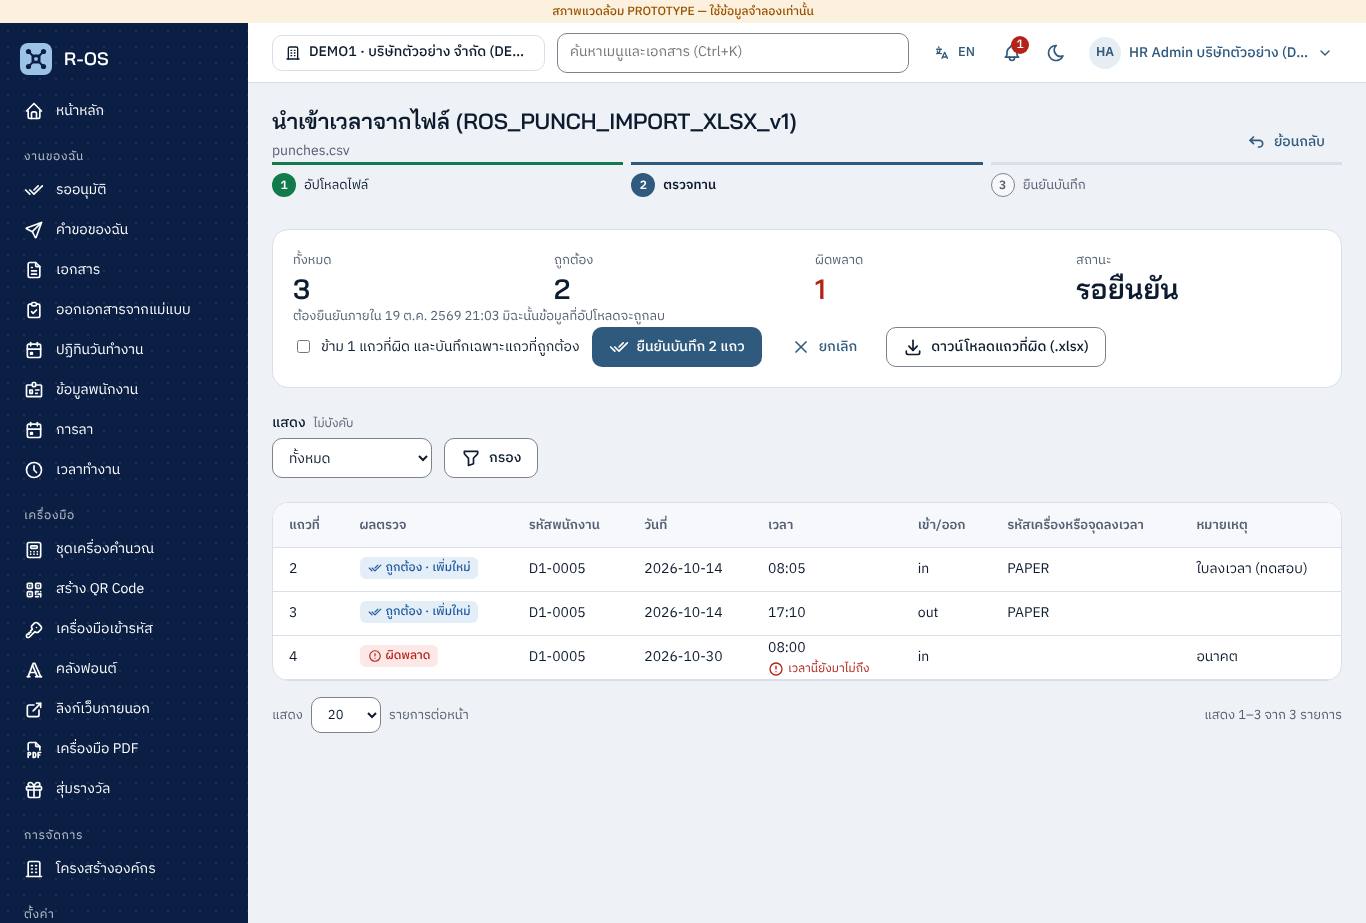 สภาพแวดล้อม PROTOTYPE — ใช้ข้อมูลจำลองเท่านั้น
R-OS
DEMO1 · บริษัทตัวอย่าง จำกัด (DE...
ค้นหาเมนูและเอกสาร (Ctrl+K)
EN
1
HA
HR Admin บริษัทตัวอย่าง (D...
หน้าหลัก
งานของฉัน
รออนุมัติ
คำขอของฉัน
เอกสาร
ออกเอกสารจากแม่แบบ
ปฏิทินวันทำงาน
ข้อมูลพนักงาน
การลา
เวลาทำงาน
เครื่องมือ
ชุดเครื่องคำนวณ
สร้าง QR Code
เครื่องมือเข้ารหัส
คลังฟอนต์
ลิงก์เว็บภายนอก
เครื่องมือ PDF
สุ่มรางวัล
การจัดการ
โครงสร้างองค์กร
ตั้งค่า
นำเข้าเวลาจากไฟล์ (ROS_PUNCH_IMPORT_XLSX_v1)
punches.csv
ย้อนกลับ
1 อัปโหลดไฟล์
2 ตรวจทาน
3 ยืนยันบันทึก
ทั้งหมด ถูกต้อง ผิดพลาด สถานะ
3 2 1 รอยืนยัน
ต้องยืนยันภายใน 19 ต.ค. 2569 21:03 มิฉะนั้นข้อมูลที่อัปโหลดจะถูกลบ
ข้าม 1 แถวที่ผิด และบันทึกเฉพาะแถวที่ถูกต้อง ยืนยันบันทึก 2 แถว ยกเลิก ดาวน์โหลดแถวที่ผิด (.xlsx)
แสดง ไม่บังคับ
ทั้งหมด กรอง
แถวที่ ผลตรวจ รหัสพนักงาน วันที่ เวลา เข้า/ออก รหัสเครื่องหรือจุดลงเวลา หมายเหตุ
2 ถูกต้อง · เพิ่มใหม่ D1-0005 2026-10-14 08:05 in PAPER ใบลงเวลา (ทดสอบ)
3 ถูกต้อง · เพิ่มใหม่ D1-0005 2026-10-14 17:10 out PAPER
4 ผิดพลาด D1-0005 2026-10-30 08:00 in อนาคต
เวลานี้ยังมาไม่ถึง
แสดง 20 รายการต่อหน้า
แสดง 1–3 จาก 3 รายการ